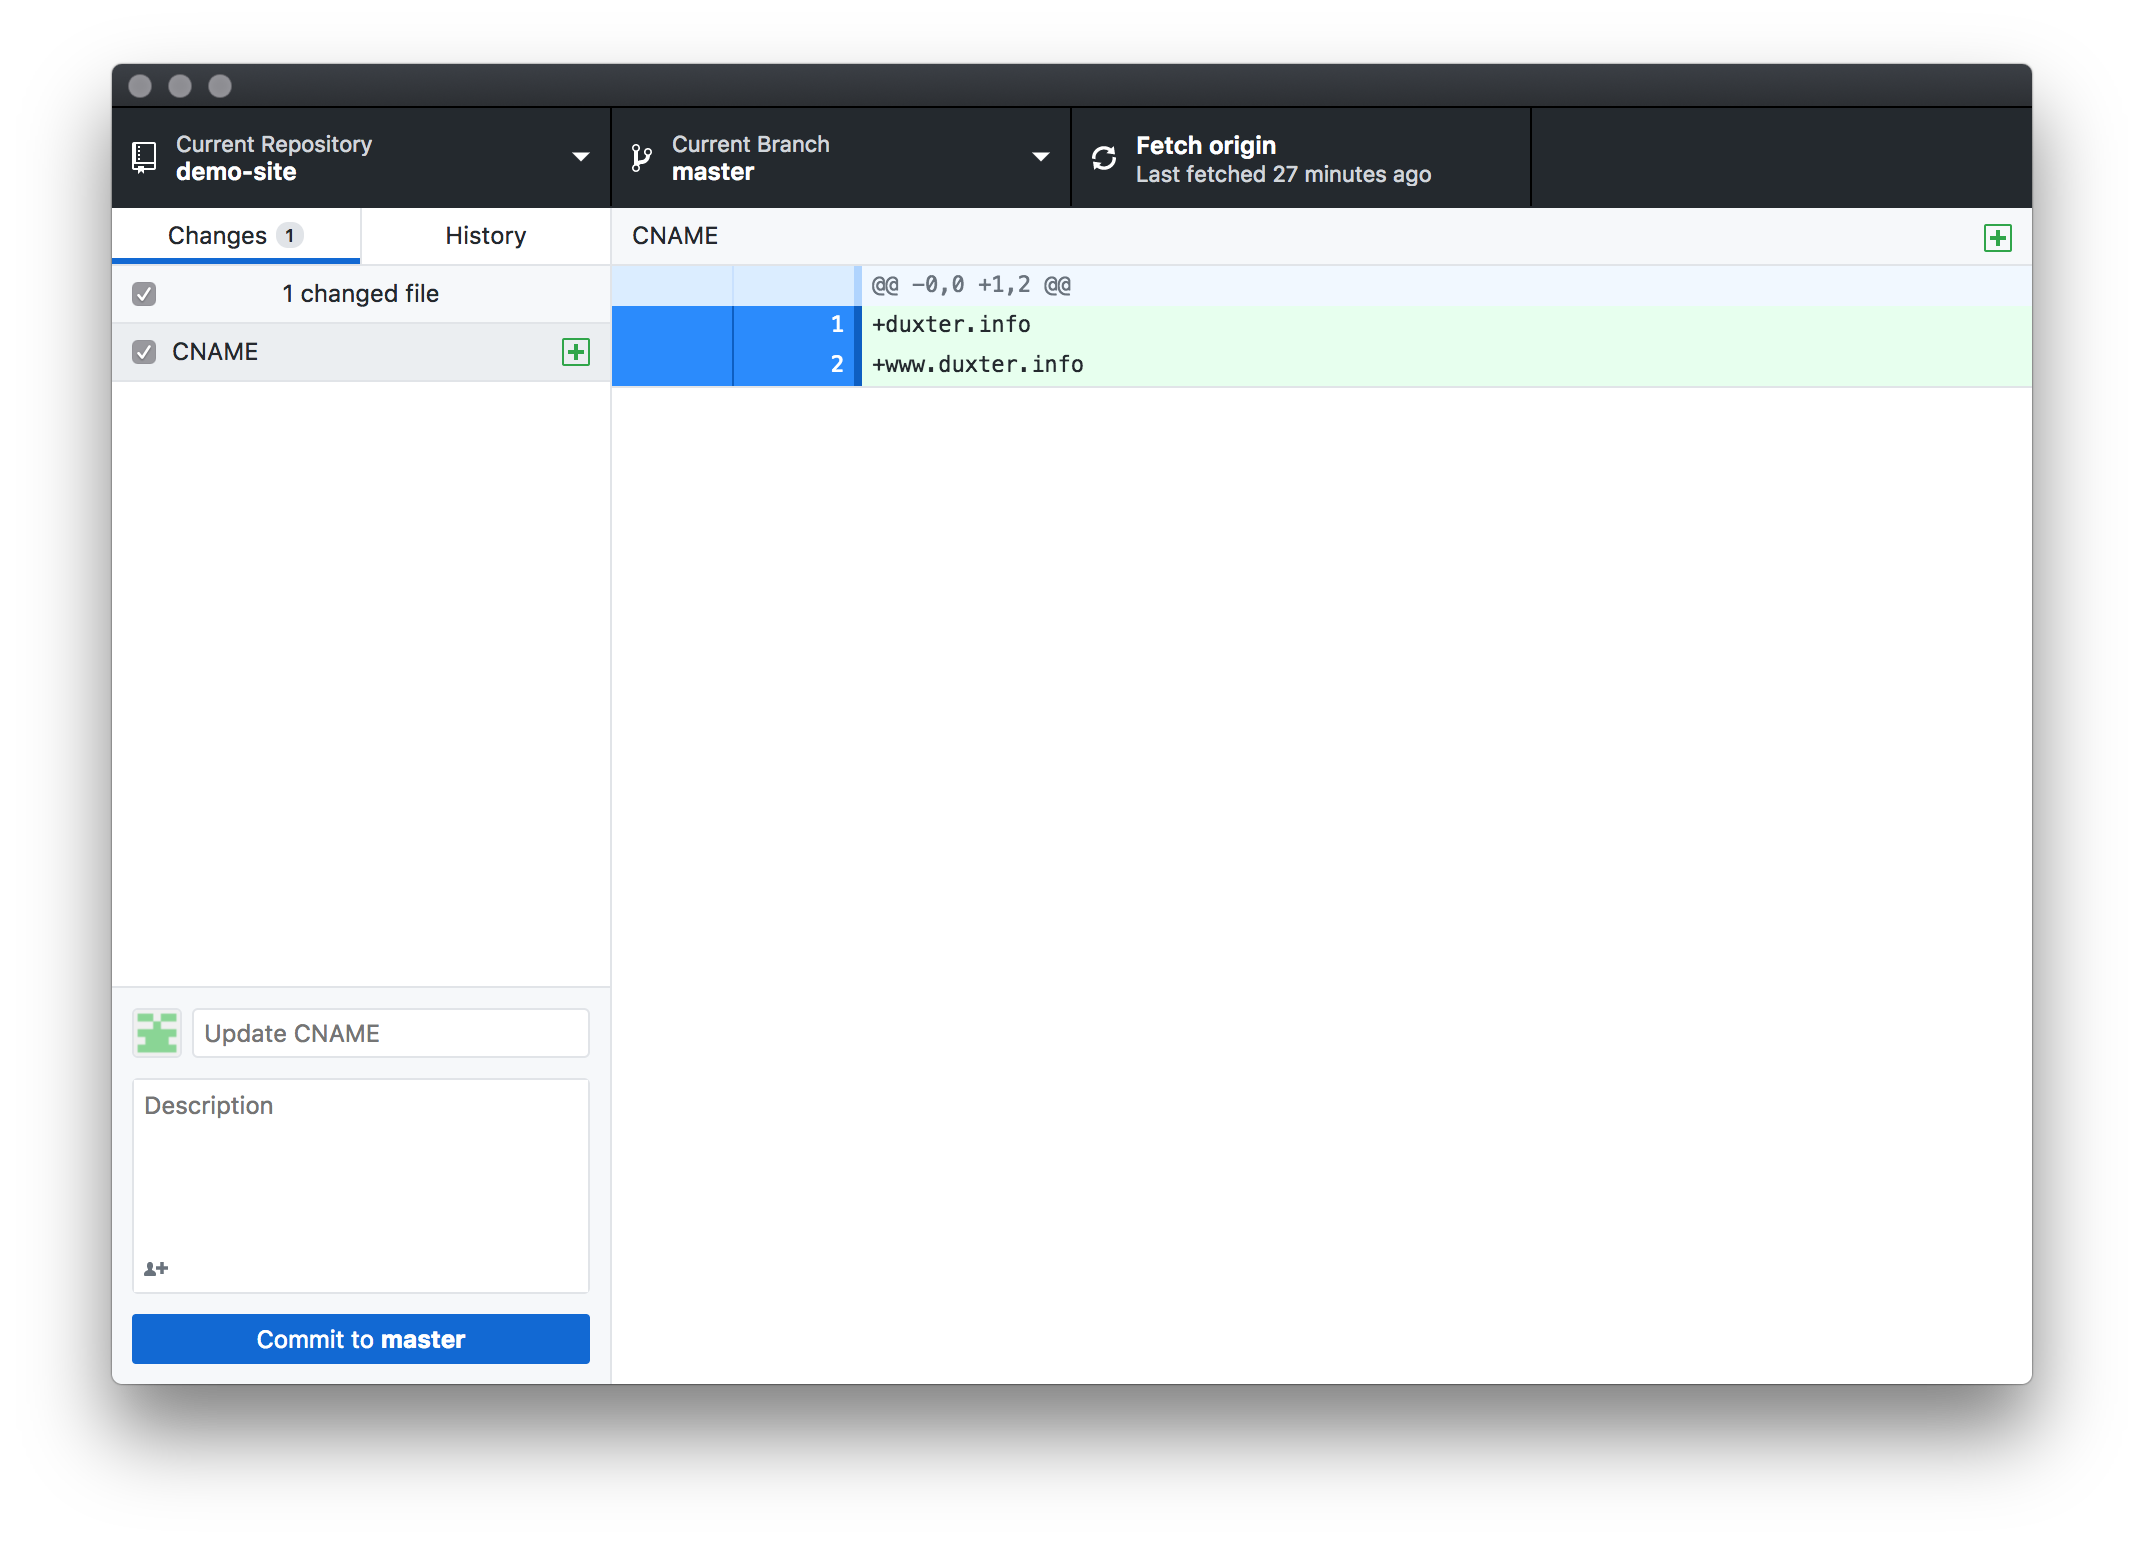 Current Repository
demo-site
Current Branch
master
Fetch origin
Last fetched 27 minutes ago
Changes 1
History
CNAME
1 changed file
CNAME
@@ -0,0 +1,2 @@
1 +duxter.info
2 +www.duxter.info
Update CNAME
Description
Commit to master